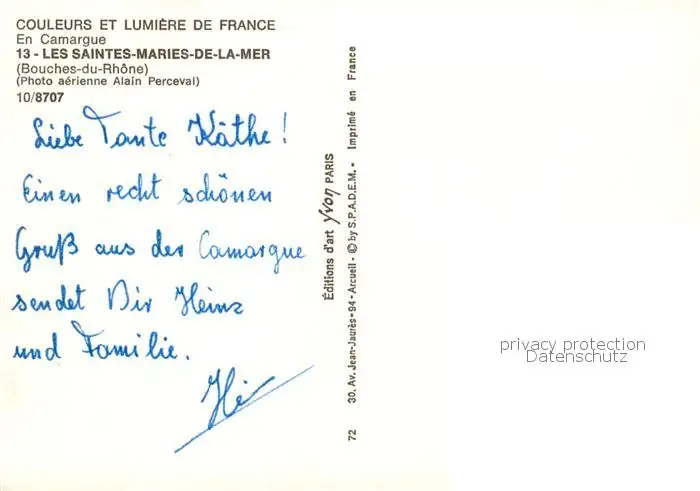 COULEURS ET LUMIÈRE DE FRANCE
En Camargue
13 - LES SAINTES-MARIES-DE-LA-MER
(Bouches-du-Rhône)
(Photo aérienne Alain Perceval)
10/8707
Liebe Tante Käthe!
Einen recht schönen
Gruß aus der Camargue
sendet Dir Heinz
und Familie.
Hei
Éditions d'art Yvon PARIS
72 30, Av. Jean-Jaurès - 94 - Arcueil - © by S.P.A.D.E.M. - Imprimé en France
privacy protection
Datenschutz